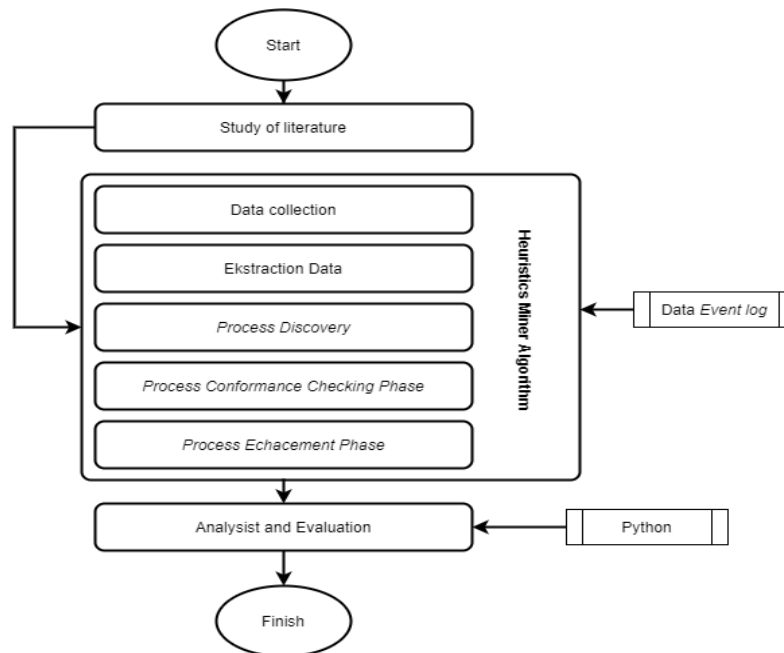 Start
Study of literature
Data collection
Ekstraction Data
Process Discovery
Process Conformance Checking Phase
Process Echacement Phase
Heuristics Miner Algorithm
Data Event log
Analysist and Evaluation
Python
Finish